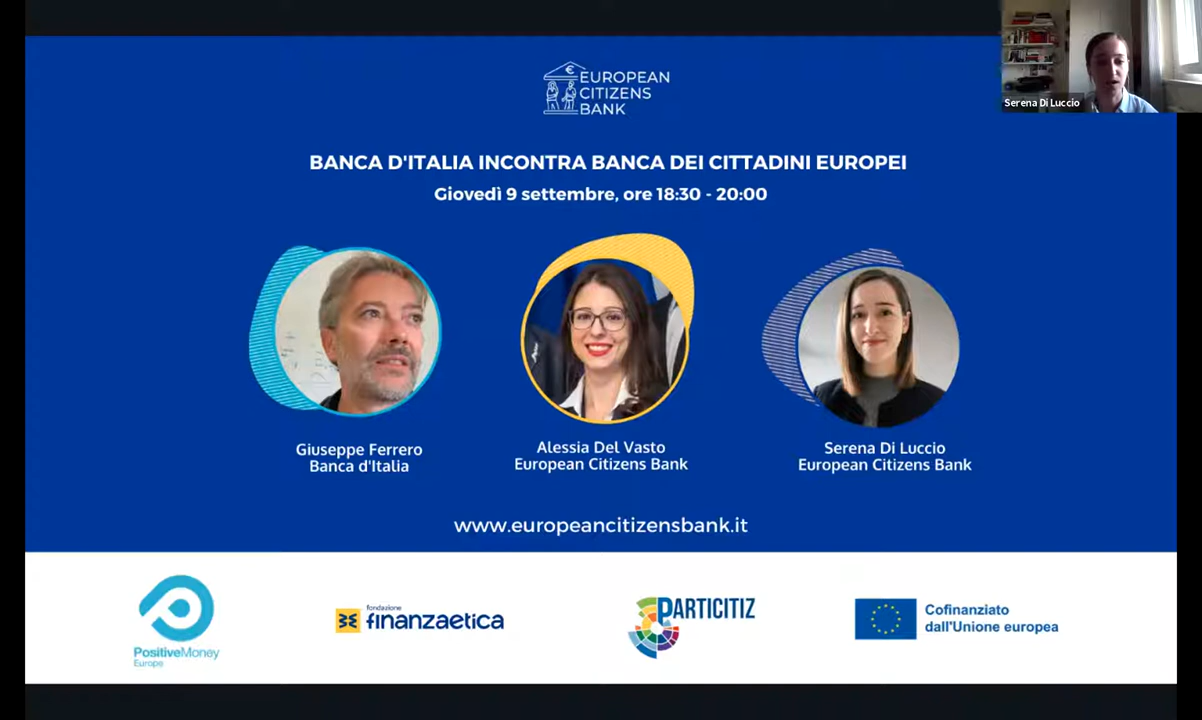 EUROPEAN
CITIZENS
BANK
Serena Di Luccio
BANCA D'ITALIA INCONTRA BANCA DEI CITTADINI EUROPEI
Giovedì 9 settembre, ore 18:30 - 20:00
Giuseppe Ferrero
Banca d'Italia
Alessia Del Vasto
European Citizens Bank
Serena Di Luccio
European Citizens Bank
www.europeancitizensbank.it
PositiveMoney
Europe
fondazione
finanzaetica
PARTICITIZ
Cofinanziato
dall'Unione europea